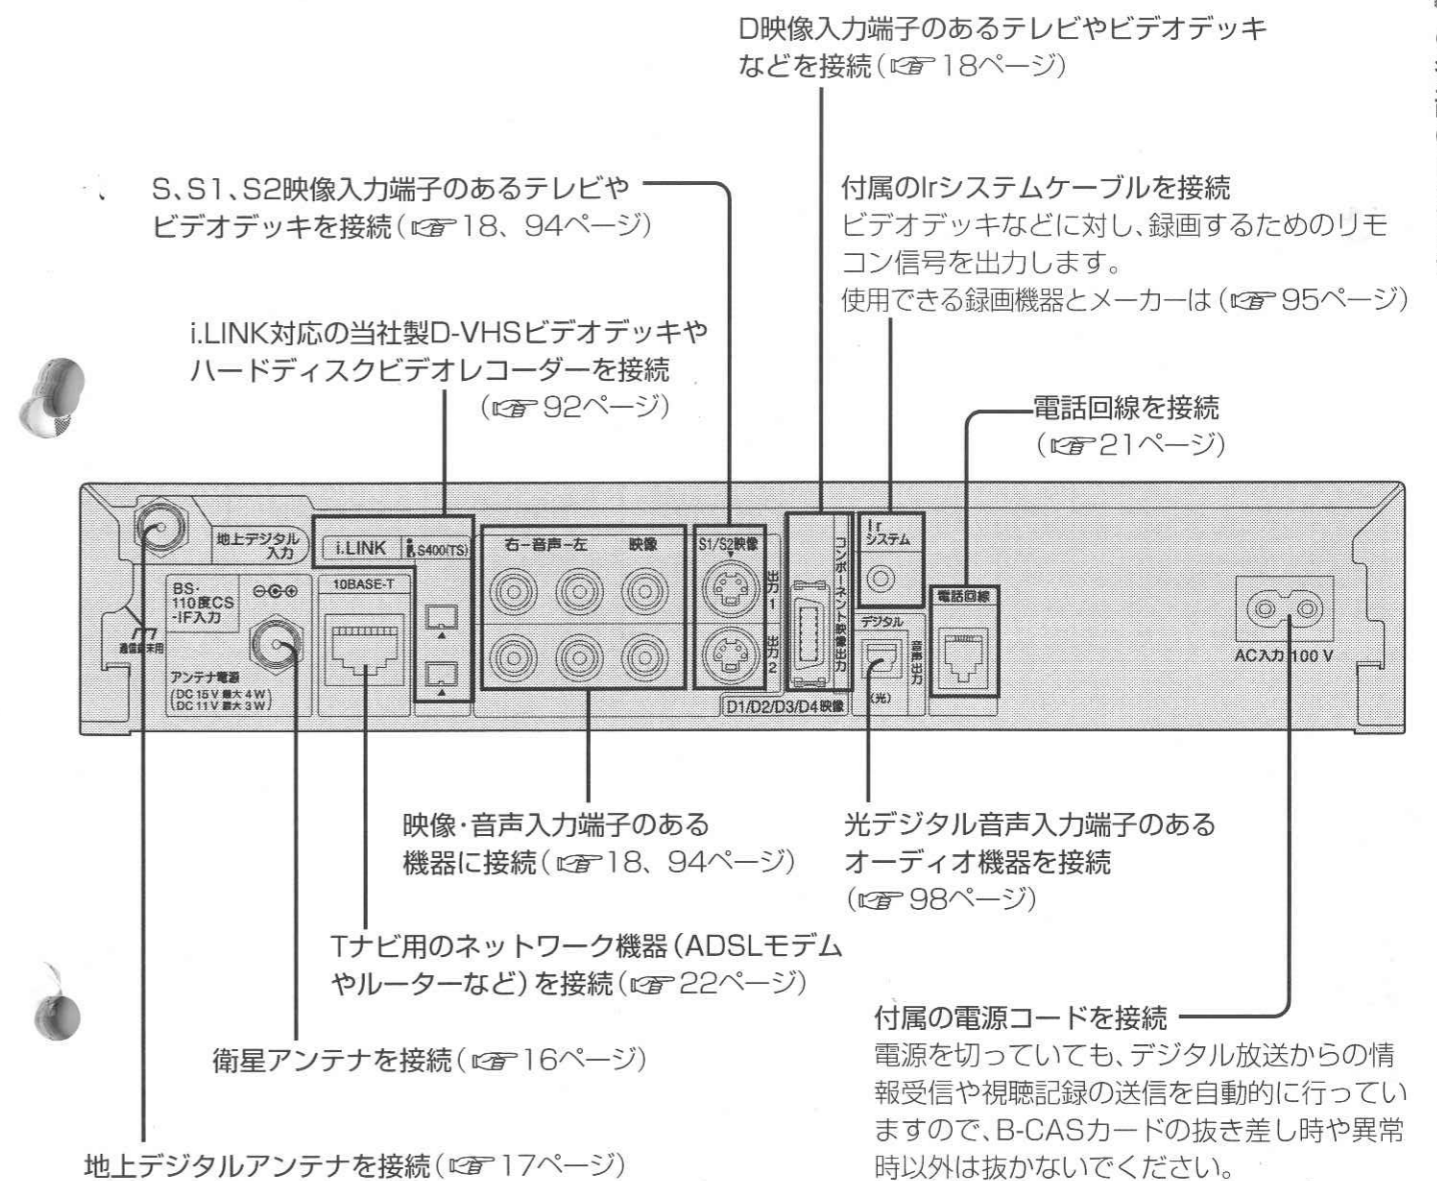 D映像入力端子のあるテレビやビデオデッキ
などを接続(☞18ページ)
S、S1、S2映像入力端子のあるテレビや
ビデオデッキを接続(☞18、94ページ)
付属のIrシステムケーブルを接続
ビデオデッキなどに対し、録画するためのリモ
コン信号を出力します。
使用できる録画機器とメーカーは(☞95ページ)
i.LINK対応の当社製D-VHSビデオデッキや
ハードディスクビデオレコーダーを接続
(☞92ページ)
電話回線を接続
(☞21ページ)
地上デジタル
入力
i.LINK
S400(TS)
右-音声-左
映像
S1/S2映像
出力1
出力2
コンポーネント映像出力
Ir
システム
BS・
110度CS
-IF入力
10BASE-T
アンテナ電源
(DC 15 V 最大 4 W
DC 11 V 最大 3 W)
D1/D2/D3/D4映像
デジタル
音声出力
(光)
電話回線
AC入力 100 V
映像・音声入力端子のある
機器に接続(☞18、94ページ)
光デジタル音声入力端子のある
オーディオ機器を接続
(☞98ページ)
Tナビ用のネットワーク機器(ADSLモデム
やルーターなど)を接続(☞22ページ)
衛星アンテナを接続(☞16ページ)
地上デジタルアンテナを接続(☞17ページ)
付属の電源コードを接続
電源を切っていても、デジタル放送からの情
報受信や視聴記録の送信を自動的に行ってい
ますので、B-CASカードの抜き差し時や異常
時以外は抜かないでください。